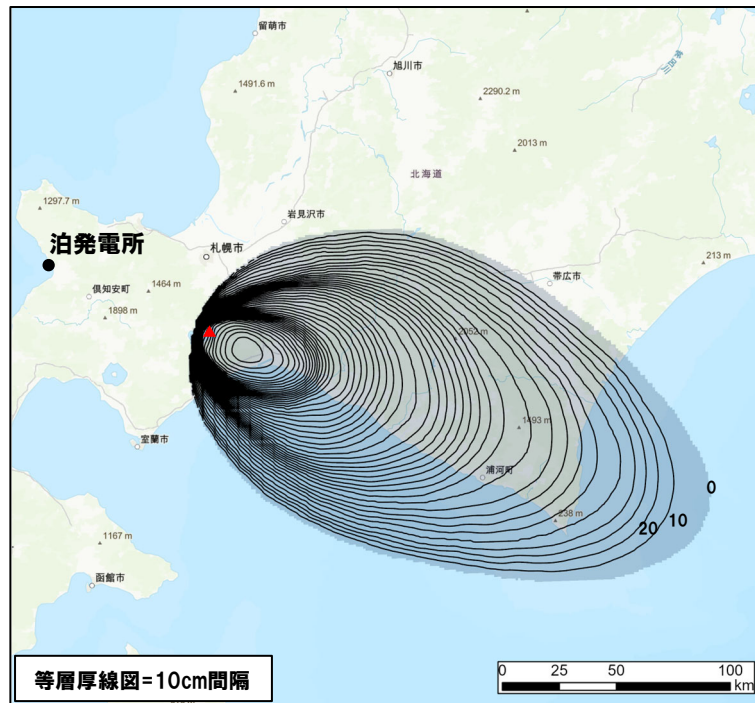 留萌市
旭川市
1491.6 m
2290.2 m
2013 m
北海道
岩見沢市
1297.7 m
泊発電所
札幌市
213 m
帯広市
1464 m
倶知安町
1898 m
2052 m
1493 m
室蘭市
浦河町
0
10
20
238 m
1167 m
函館市
等層厚線図=10cm間隔
0 25 50 100
km